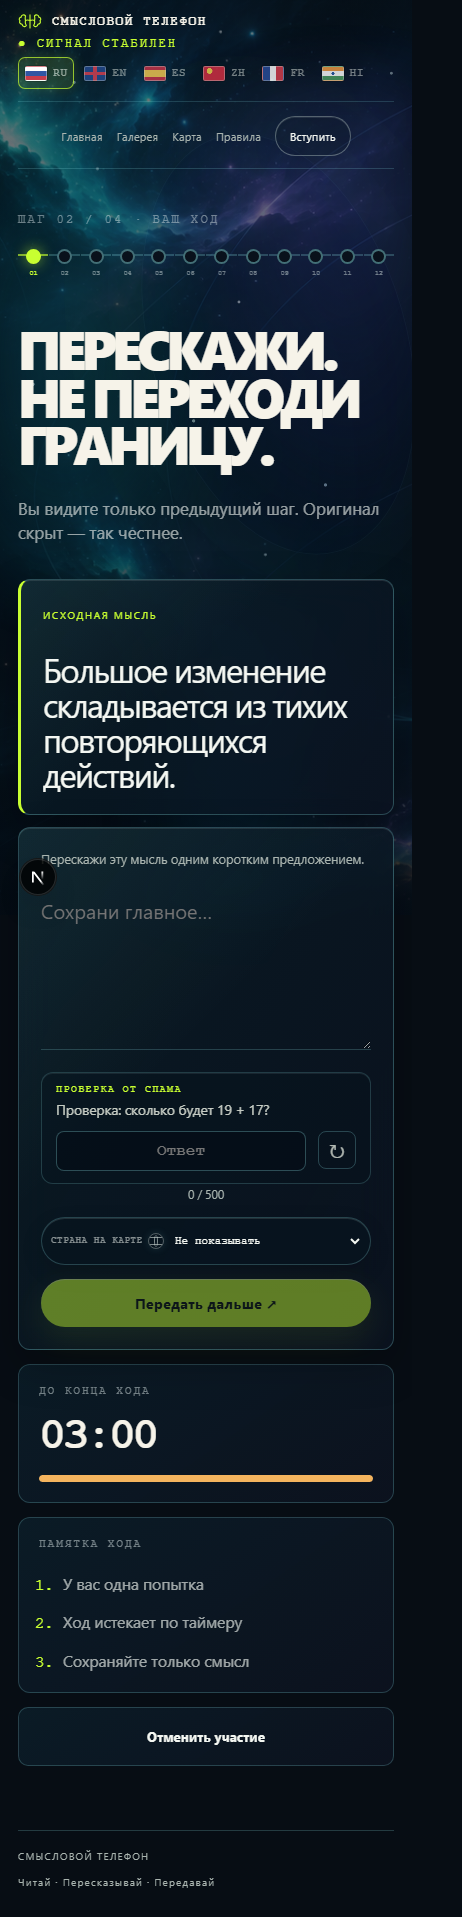 СМЫСЛОВОЙ ТЕЛЕФОН
СИГНАЛ СТАБИЛЕН
RU EN ES ZH FR HI
Главная Галерея Карта Правила Вступить
ШАГ 02 / 04 · ВАШ ХОД
01 02 03 04 05 06 07 08 09 10 11 12
ПЕРЕСКАЖИ.
НЕ ПЕРЕХОДИ
ГРАНИЦУ.
Вы видите только предыдущий шаг. Оригинал
скрыт — так честнее.
ИСХОДНАЯ МЫСЛЬ
Большое изменение
складывается из тихих
повторяющихся
действий.
Перескажи эту мысль одним коротким предложением.
N
Сохрани главное...
ПРОВЕРКА ОТ СПАМА
Проверка: сколько будет 19 + 17?
Ответ ↻
0 / 500
СТРАНА НА КАРТЕ Не показывать
Передать дальше ↗
ДО КОНЦА ХОДА
03:00
ПАМЯТКА ХОДА
1. У вас одна попытка
2. Ход истекает по таймеру
3. Сохраняйте только смысл
Отменить участие
СМЫСЛОВОЙ ТЕЛЕФОН
Читай · Пересказывай · Передавай